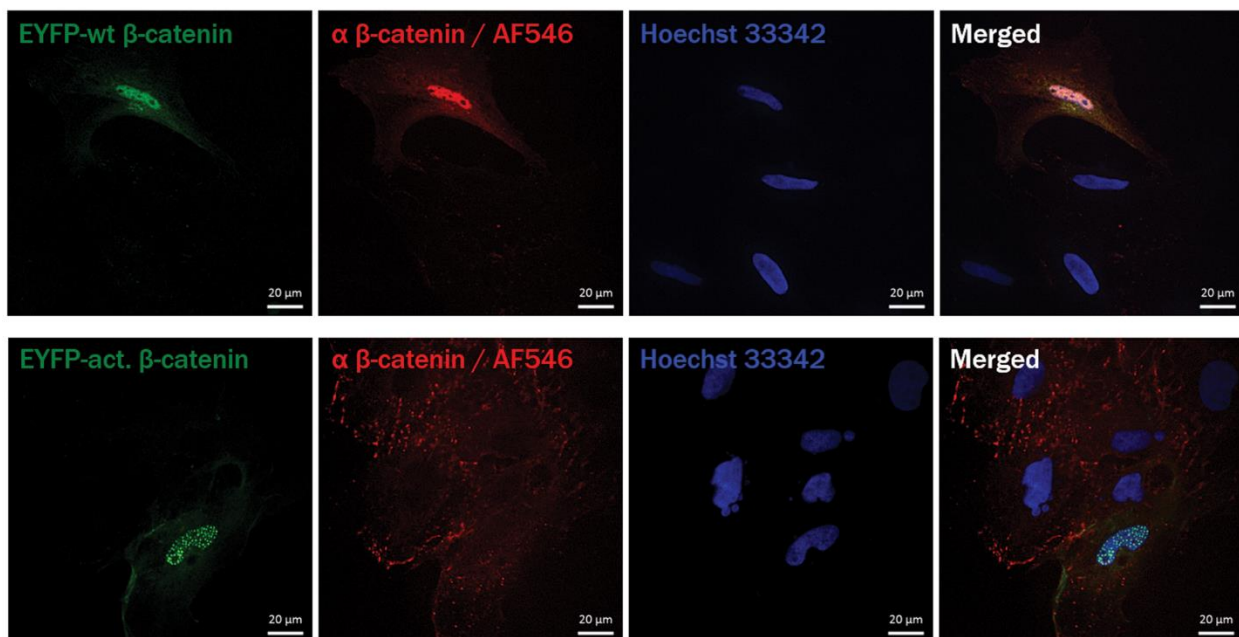 EYFP-wt β-catenin
α β-catenin / AF546
Hoechst 33342
Merged
20 µm
20 µm
20 µm
20 µm
EYFP-act. β-catenin
α β-catenin / AF546
Hoechst 33342
Merged
20 µm
20 µm
20 µm
20 µm